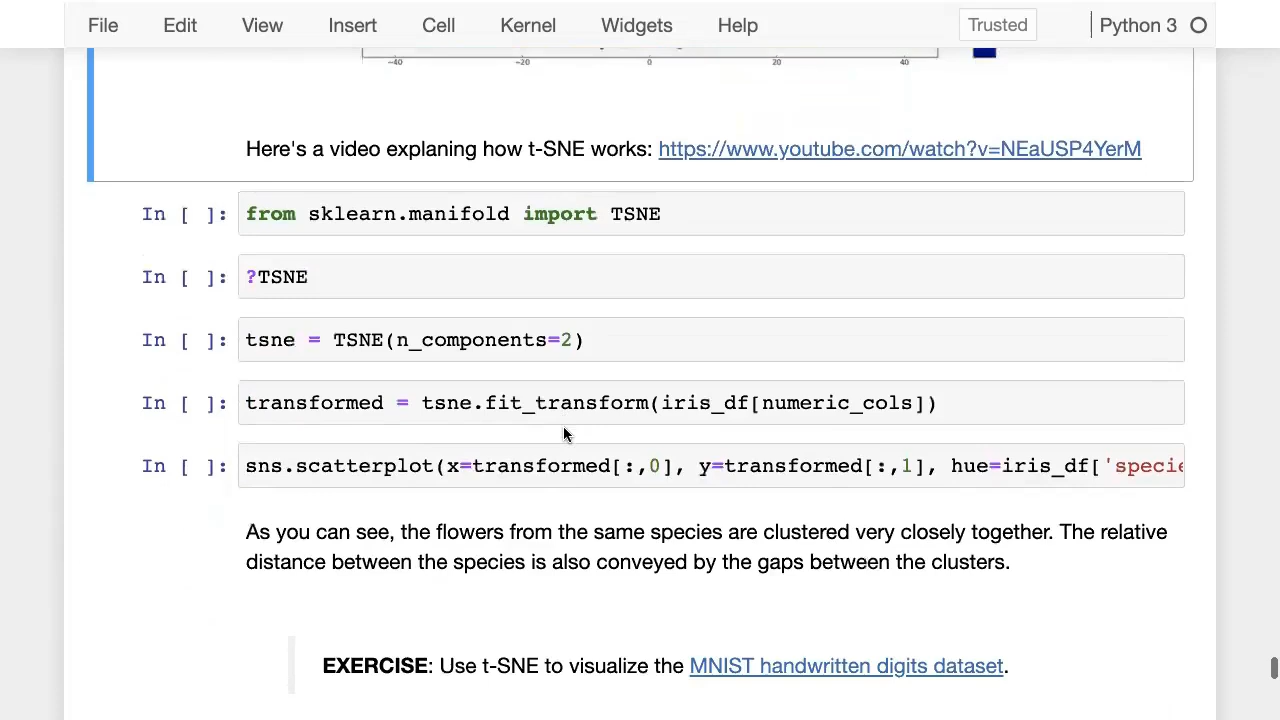 File Edit View Insert Cell Kernel Widgets Help Trusted Python 3
−40 −20 0 20 40
Here's a video explaning how t-SNE works: https://www.youtube.com/watch?v=NEaUSP4YerM
In [ ]: from sklearn.manifold import TSNE
In [ ]: ?TSNE
In [ ]: tsne = TSNE(n_components=2)
In [ ]: transformed = tsne.fit_transform(iris_df[numeric_cols])
In [ ]: sns.scatterplot(x=transformed[:,0], y=transformed[:,1], hue=iris_df['specie
As you can see, the flowers from the same species are clustered very closely together. The relative
distance between the species is also conveyed by the gaps between the clusters.
EXERCISE: Use t-SNE to visualize the MNIST handwritten digits dataset.